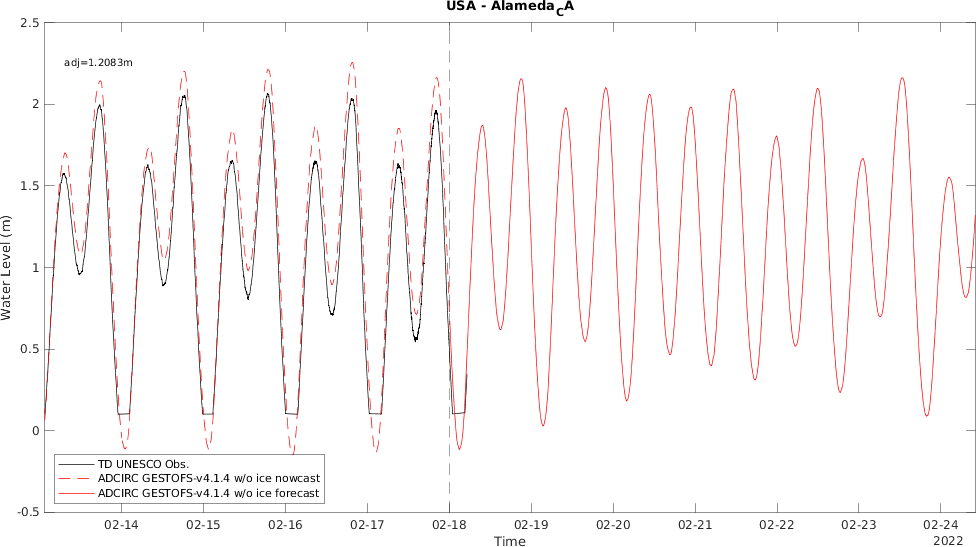 USA - Alameda_CA
2.5
adj=1.2083m
2
1.5
1
0.5
0
-0.5
Water Level (m)
TD UNESCO Obs.
ADCIRC GESTOFS-v4.1.4 w/o ice nowcast
ADCIRC GESTOFS-v4.1.4 w/o ice forecast
02-14 02-15 02-16 02-17 02-18 02-19 02-20 02-21 02-22 02-23 02-24
Time
2022